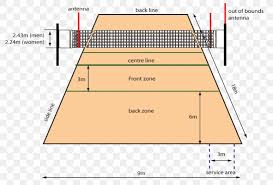 out of bounds
antenna
back line
antenna
2.43m (men)
2.24m (women)
centre line
3m
front zone
18m
side line
back zone
6m
3m
service area
9m